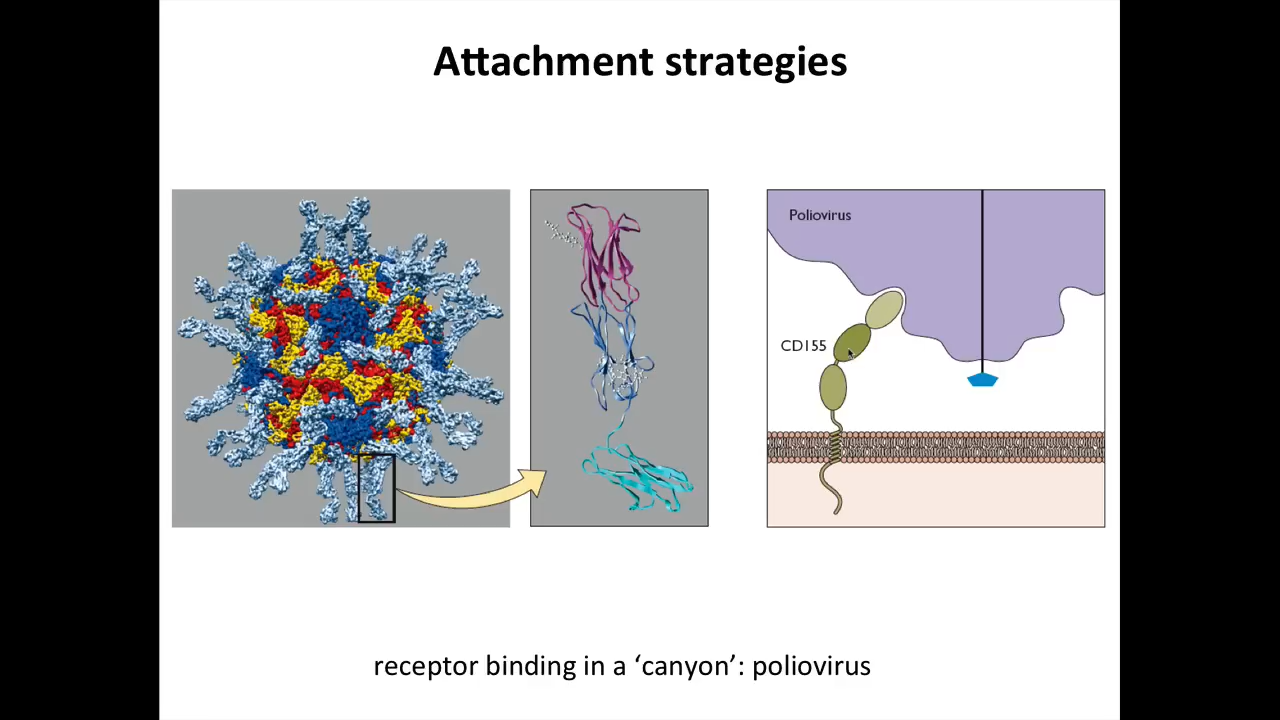 Attachment strategies
Poliovirus
CD155
receptor binding in a ‘canyon’: poliovirus